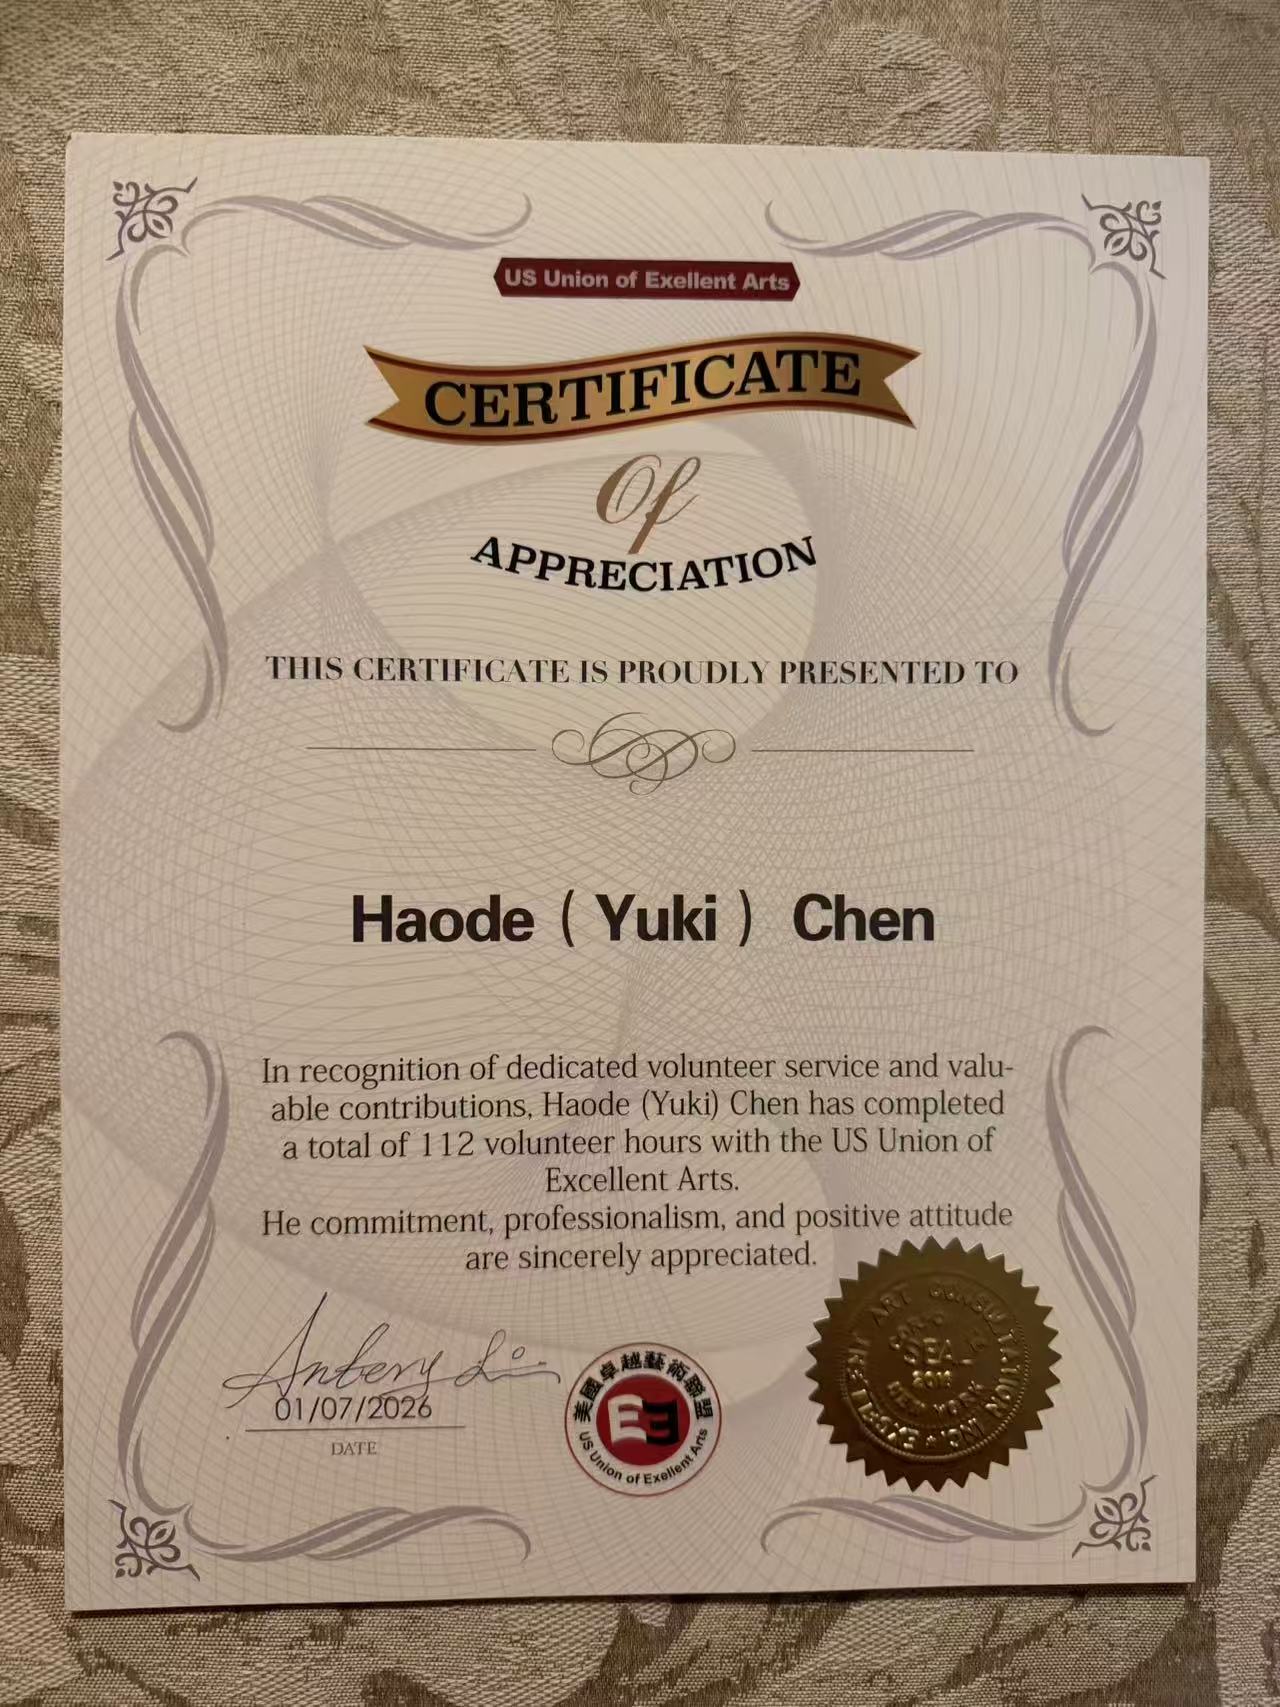 US Union of Exellent Arts
CERTIFICATE
Of
APPRECIATION
THIS CERTIFICATE IS PROUDLY PRESENTED TO
Haode (Yuki) Chen
In recognition of dedicated volunteer service and valu-
able contributions, Haode (Yuki) Chen has completed
a total of 112 volunteer hours with the US Union of
Excellent Arts.
He commitment, professionalism, and positive attitude
are sincerely appreciated.
01/07/2026
DATE
美國卓越藝術聯盟
US Union of Exellent Arts
ART CONSULTATION INC.
SEAL
NEW YORK